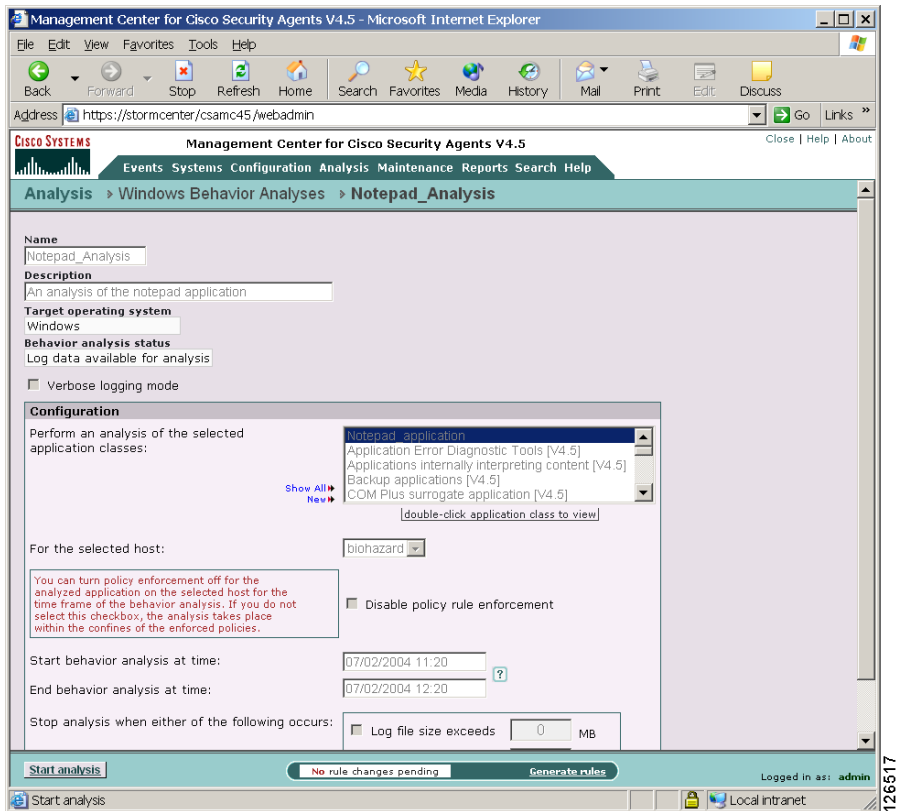 Management Center for Cisco Security Agents V4.5 - Microsoft Internet Explorer
File Edit View Favorites Tools Help
Back Forward Stop Refresh Home Search Favorites Media History Mail Print Edit Discuss
Address https://stormcenter/csamc45/webadmin Go Links »
CISCO SYSTEMS
Management Center for Cisco Security Agents V4.5
Close | Help | About
Events Systems Configuration Analysis Maintenance Reports Search Help
Analysis Windows Behavior Analyses Notepad_Analysis
Name
Notepad_Analysis
Description
An analysis of the notepad application
Target operating system
Windows
Behavior analysis status
Log data available for analysis
Verbose logging mode
Configuration
Perform an analysis of the selected
application classes:
Notepad_application
Application Error Diagnostic Tools [V4.5]
Applications internally interpreting content [V4.5]
Backup applications [V4.5]
COM Plus surrogate application [V4.5]
Show All
New
double-click application class to view
For the selected host:
biohazard
You can turn policy enforcement off for the
analyzed application on the selected host for the
time frame of the behavior analysis. If you do not
select this checkbox, the analysis takes place
within the confines of the enforced policies.
Disable policy rule enforcement
Start behavior analysis at time:
07/02/2004 11:20
?
End behavior analysis at time:
07/02/2004 12:20
Stop analysis when either of the following occurs:
Log file size exceeds 0 MB
Start analysis
No rule changes pending
Generate rules
Logged in as: admin
Start analysis
Local intranet
126517